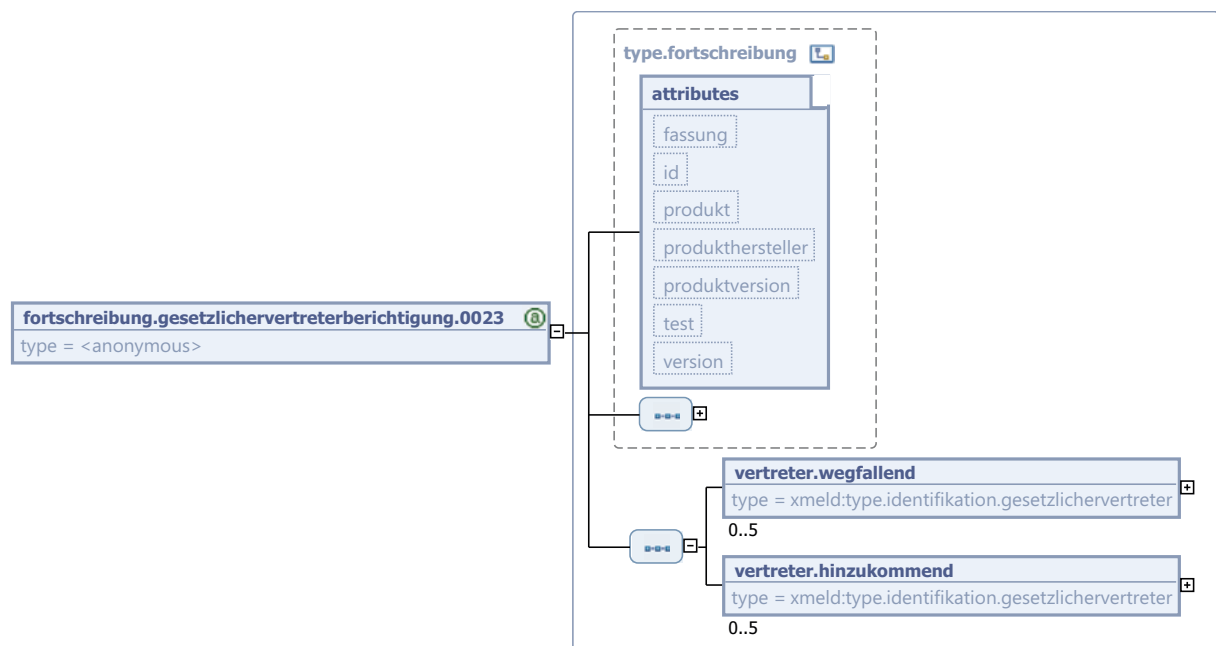 type.fortschreibung
attributes
fassung
id
produkt
produkthersteller
produktversion
test
version
fortschreibung.gesetzlichervertreterberichtigung.0023
type = <anonymous>
vertreter.wegfallend
type = xmeld:type.identifikation.gesetzlichervertreter
0..5
vertreter.hinzukommend
type = xmeld:type.identifikation.gesetzlichervertreter
0..5